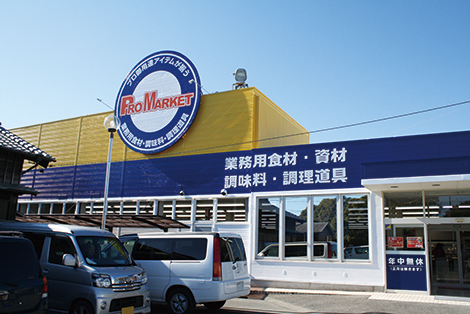 プロ御用達アイテムが揃う
PRO MARKET
業務用食材・調味料・調理道具
業務用食材・資材
調味料・調理道具
年中無休